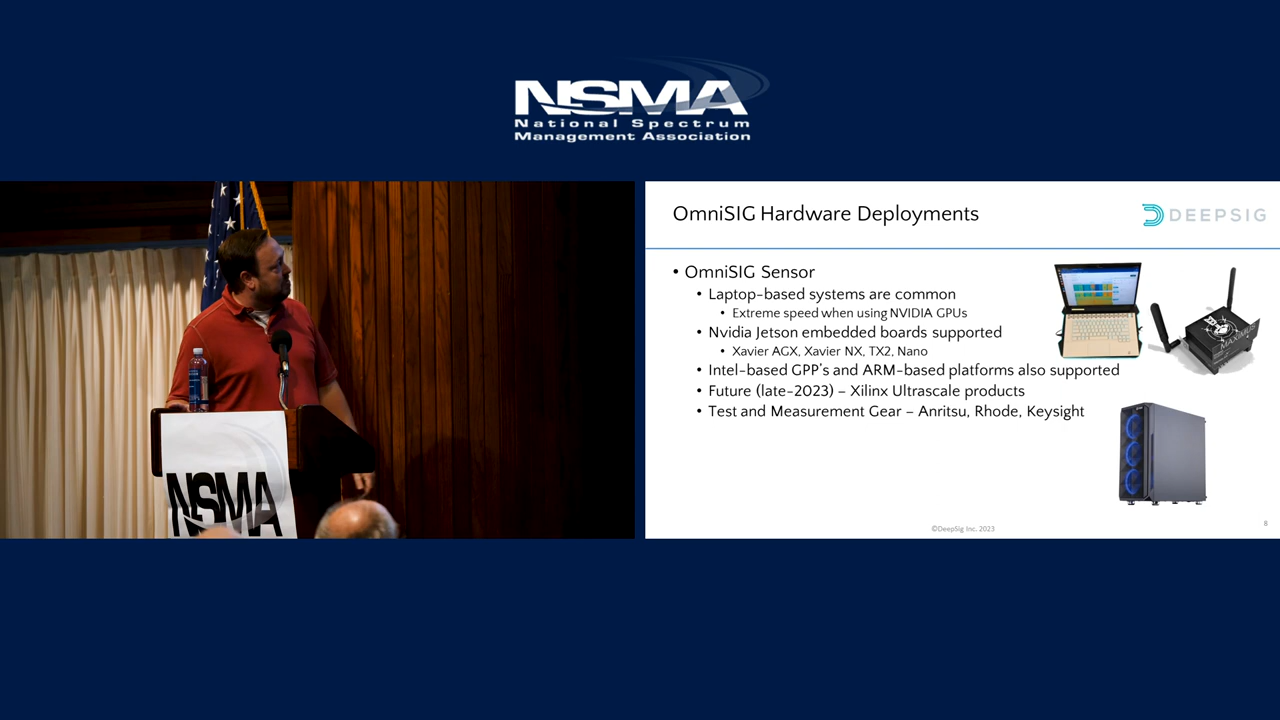 NSMA
National Spectrum
Management Association
NSMA
OmniSIG Hardware Deployments
DEEPSIG
• OmniSIG Sensor
• Laptop-based systems are common
• Extreme speed when using NVIDIA GPUs
• Nvidia Jetson embedded boards supported
• Xavier AGX, Xavier NX, TX2, Nano
• Intel-based GPP's and ARM-based platforms also supported
• Future (late-2023) – Xilinx Ultrascale products
• Test and Measurement Gear – Anritsu, Rhode, Keysight
MAXIMUS
©DeepSig Inc. 2023
8